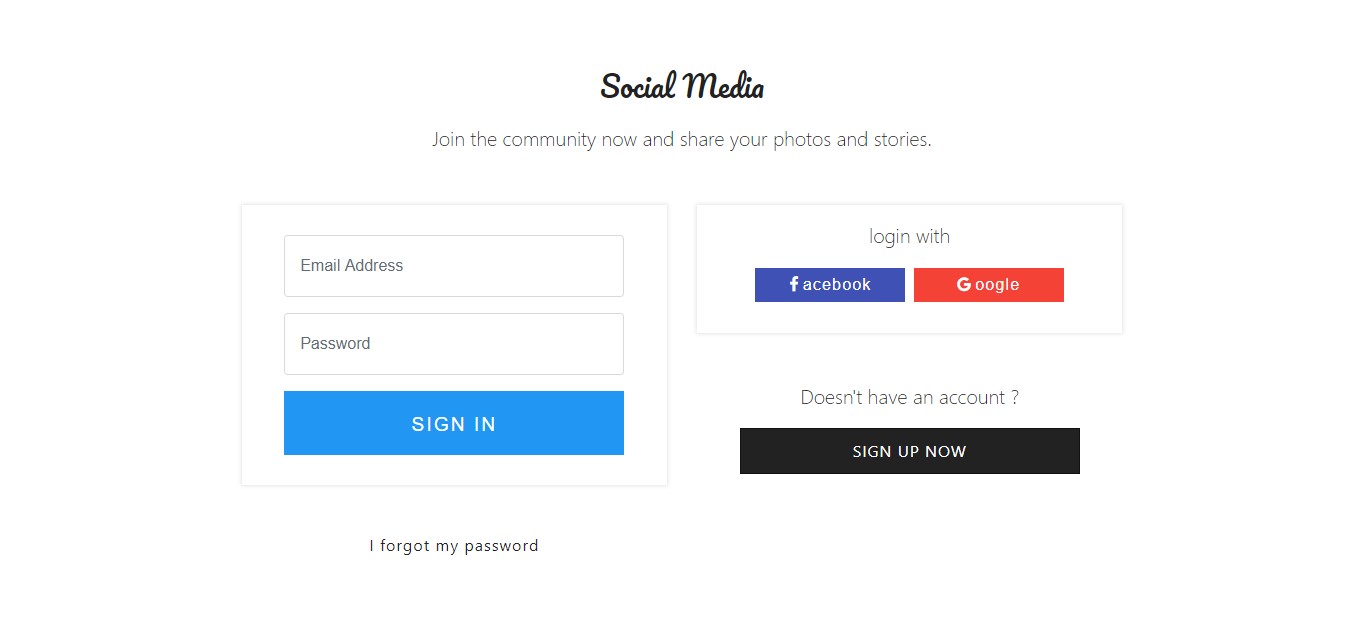 Social Media
Join the community now and share your photos and stories.
Email Address
Password
SIGN IN
I forgot my password
login with
facebook
Google
Doesn't have an account ?
SIGN UP NOW